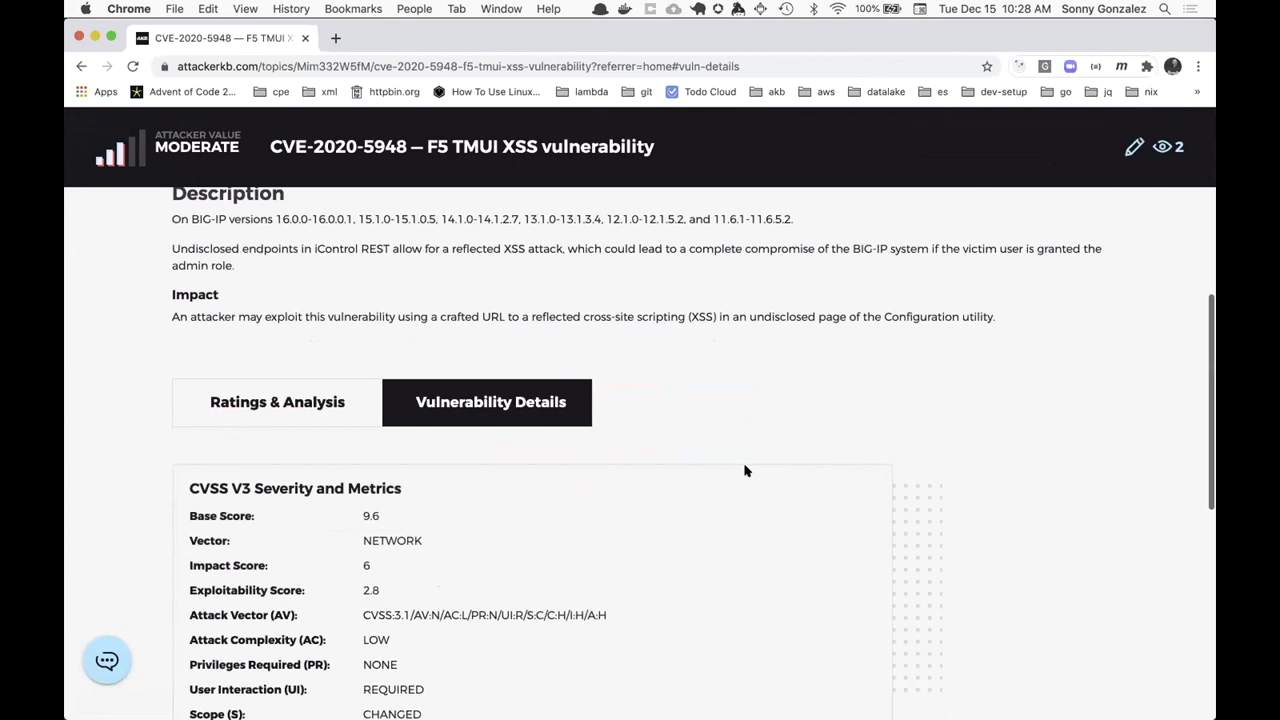 Chrome File Edit View History Bookmarks People Tab Window Help 100% Tue Dec 15 10:28 AM Sonny Gonzalez
AKB CVE-2020-5948 — F5 TMUI X
attackerkb.com/topics/Mim332W5fM/cve-2020-5948-f5-tmui-xss-vulnerability?referrer=home#vuln-details
Apps Advent of Code 2... cpe xml httpbin.org How To Use Linux... lambda git Todo Cloud akb aws datalake es dev-setup go jq nix »
ATTACKER VALUE
MODERATE
CVE-2020-5948 — F5 TMUI XSS vulnerability
2
Description
On BIG-IP versions 16.0.0-16.0.0.1, 15.1.0-15.1.0.5, 14.1.0-14.1.2.7, 13.1.0-13.1.3.4, 12.1.0-12.1.5.2, and 11.6.1-11.6.5.2.
Undisclosed endpoints in iControl REST allow for a reflected XSS attack, which could lead to a complete compromise of the BIG-IP system if the victim user is granted the
admin role.
Impact
An attacker may exploit this vulnerability using a crafted URL to a reflected cross-site scripting (XSS) in an undisclosed page of the Configuration utility.
Ratings & Analysis
Vulnerability Details
CVSS V3 Severity and Metrics
Base Score: 9.6
Vector: NETWORK
Impact Score: 6
Exploitability Score: 2.8
Attack Vector (AV): CVSS:3.1/AV:N/AC:L/PR:N/UI:R/S:C/C:H/I:H/A:H
Attack Complexity (AC): LOW
Privileges Required (PR): NONE
User Interaction (UI): REQUIRED
Scope (S): CHANGED